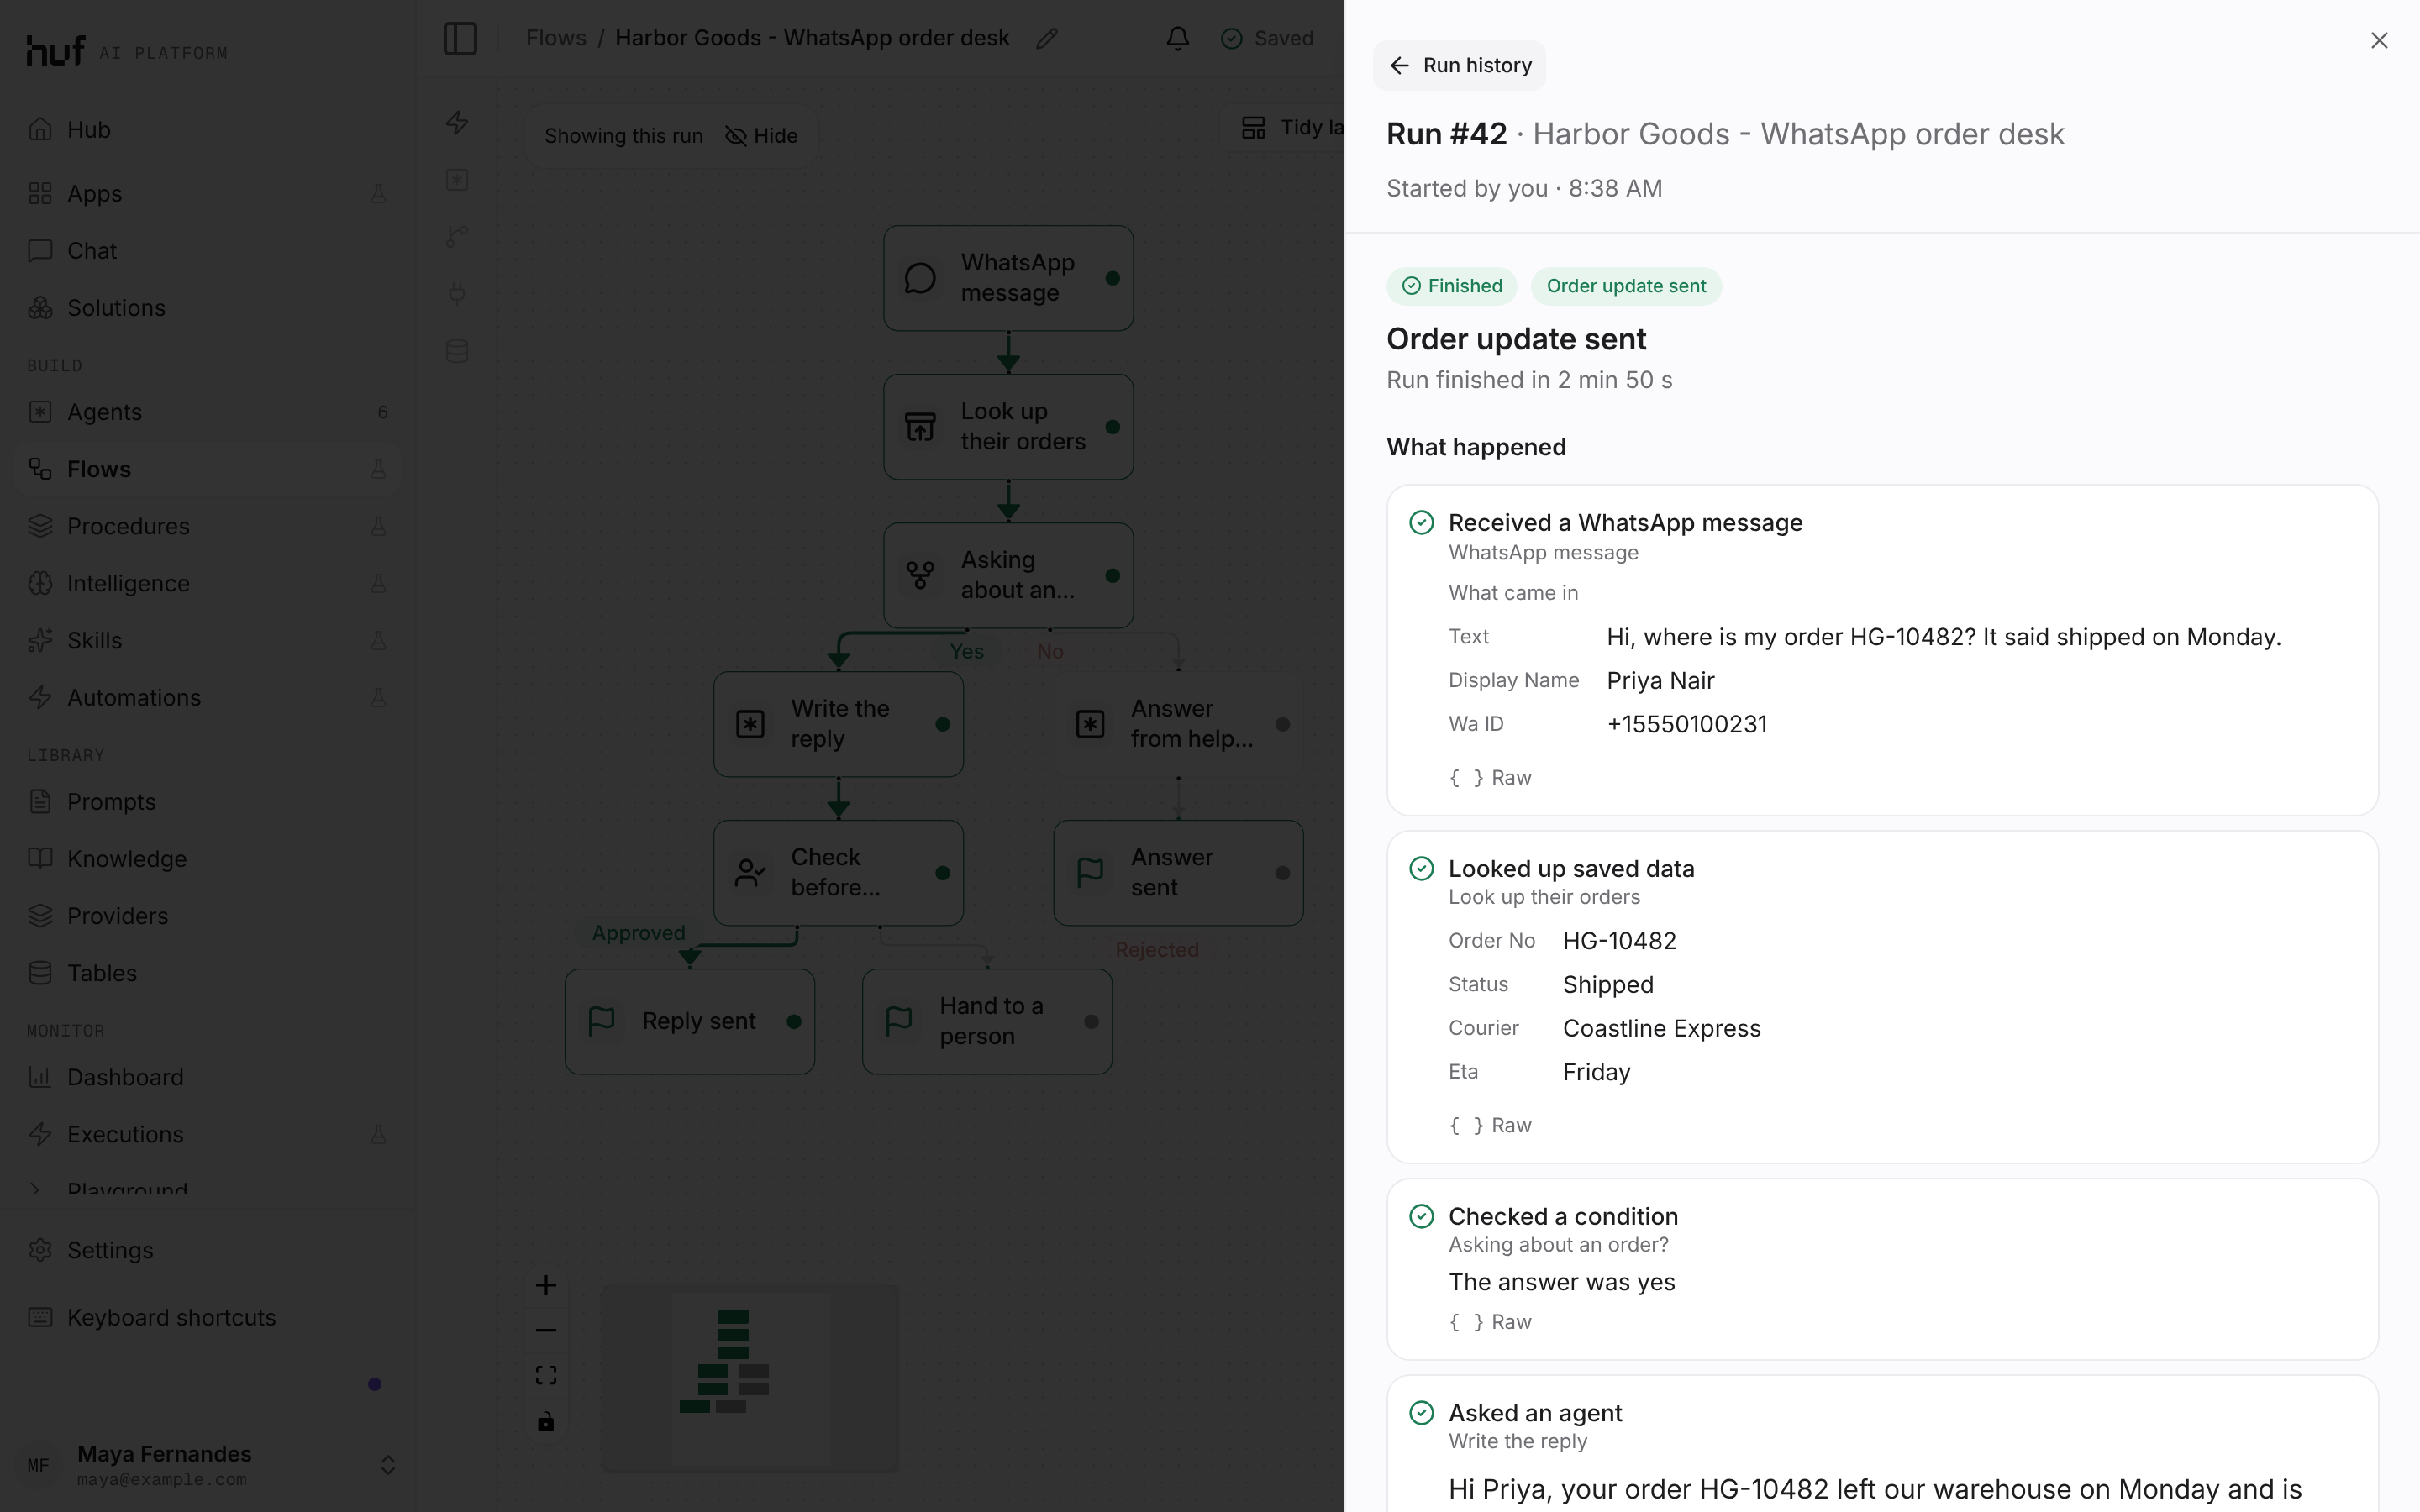 huf AI PLATFORM
Hub
Apps
Chat
Solutions
BUILD
Agents 6
Flows
Procedures
Intelligence
Skills
Automations
LIBRARY
Prompts
Knowledge
Providers
Tables
MONITOR
Dashboard
Executions
Playground
Settings
Keyboard shortcuts
MF
Maya Fernandes
maya@example.com
Flows / Harbor Goods - WhatsApp order desk
Saved
Showing this run Hide
Tidy la
WhatsApp
message
Look up
their orders
Asking
about an...
Yes
No
Write the
reply
Answer
from help...
Check
before...
Answer
sent
Approved
Rejected
Reply sent
Hand to a
person
Run history
Run #42 · Harbor Goods - WhatsApp order desk
Started by you · 8:38 AM
Finished
Order update sent
Order update sent
Run finished in 2 min 50 s
What happened
Received a WhatsApp message
WhatsApp message
What came in
Text Hi, where is my order HG-10482? It said shipped on Monday.
Display Name Priya Nair
Wa ID +15550100231
{ } Raw
Looked up saved data
Look up their orders
Order No HG-10482
Status Shipped
Courier Coastline Express
Eta Friday
{ } Raw
Checked a condition
Asking about an order?
The answer was yes
{ } Raw
Asked an agent
Write the reply
Hi Priya, your order HG-10482 left our warehouse on Monday and is